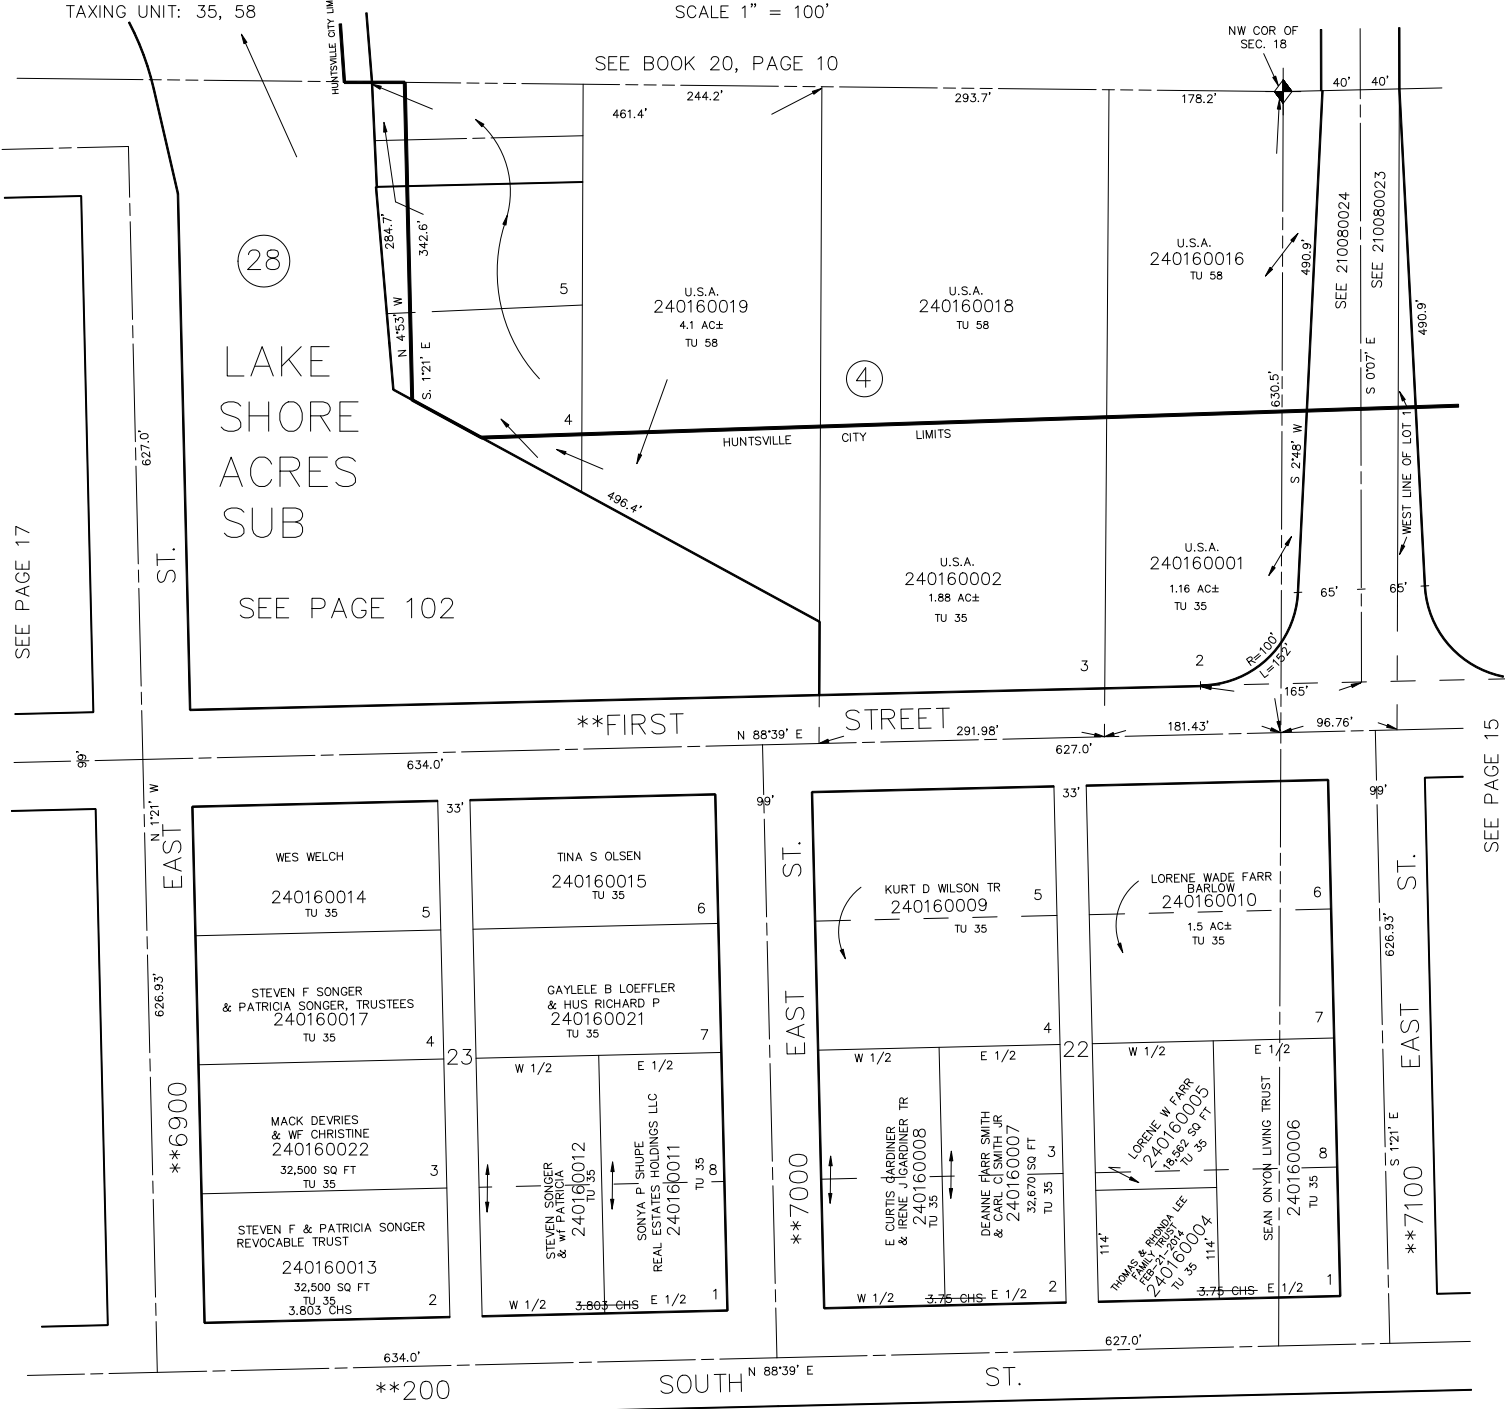 TAXING UNIT: 35, 58
SCALE 1" = 100'
HUNTSVILLE CITY LIM
SEE BOOK 20, PAGE 10
NW COR OF
SEC. 18
244.2'
461.4'
293.7'
178.2'
40'
40'
28
LAKE
SHORE
ACRES
SUB
SEE PAGE 102
SEE PAGE 17
627.0'
ST.
284.7'
342.6'
N 4°53' W
S. 1°21' E
5
4
U.S.A.
240160019
4.1 AC±
TU 58
U.S.A.
240160018
TU 58
U.S.A.
240160016
TU 58
4
490.9'
SEE 210080024
SEE 210080023
490.9'
S 0°07' E
630.5'
S 2°48' W
WEST LINE OF LOT 1
HUNTSVILLE CITY LIMITS
496.4'
U.S.A.
240160002
1.88 AC±
TU 35
U.S.A.
240160001
1.16 AC±
TU 35
65'
65'
3
2
R=100'
L=152'
165'
**FIRST STREET
N 88°39' E
291.98'
181.43'
96.76'
627.0'
634.0'
99'
SEE PAGE 15
N 1°21' W
EAST
33'
99'
33'
99'
WES WELCH
240160014
TU 35
5
TINA S OLSEN
240160015
TU 35
6
ST.
KURT D WILSON TR
240160009
TU 35
5
LORENE WADE FARR
BARLOW
240160010
1.5 AC±
TU 35
6
ST.
626.93'
626.93'
STEVEN F SONGER
& PATRICIA SONGER, TRUSTEES
240160017
TU 35
4
GAYLELE B LOEFFLER
& HUS RICHARD P
240160021
TU 35
7
EAST
4
7
EAST
23
22
W 1/2
E 1/2
W 1/2
E 1/2
W 1/2
E 1/2
**6900
MACK DEVRIES
& WF CHRISTINE
240160022
32,500 SQ FT
TU 35
3
STEVEN SONGER
& wf PATRICIA
240160012
TU 35
SONYA P SHUPE
REAL ESTATES HOLDINGS LLC
240160011
TU 35
8
**7000
E CURTIS GARDINER
& IRENE J GARDINER TR
240160008
TU 35
DEANNE FARR SMITH
& CARL C SMITH JR
240160007
32,670 SQ FT
TU 35
3
LORENE W FARR
240160005
18,562 SQ FT
TU 35
SEAN ONYON LIVING TRUST
240160006
TU 35
8
S 1°21' E
**7100
STEVEN F & PATRICIA SONGER
REVOCABLE TRUST
240160013
32,500 SQ FT
TU 35
3.803 CHS
2
THOMAS & RHONDA LEE
FAMILY TRUST
FEB-21-2014
240160004
TU 35
114'
114'
W 1/2
3.803 CHS
E 1/2
1
W 1/2
3.75 CHS
E 1/2
2
3.75 CHS
E 1/2
1
634.0'
627.0'
N 88°39' E
**200 SOUTH ST.